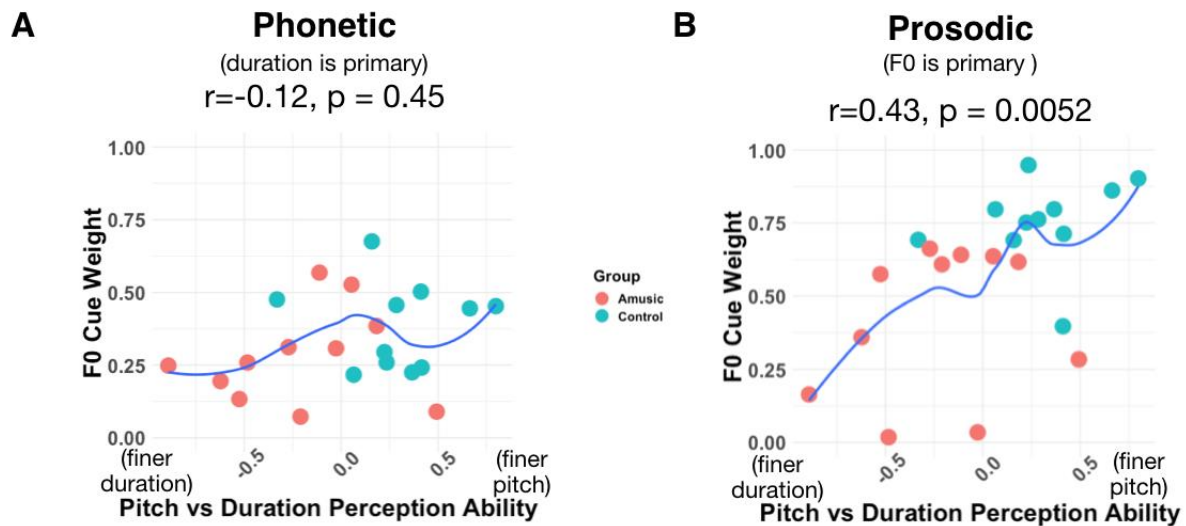 A
Phonetic
(duration is primary)
r=-0.12, p = 0.45
1.00
0.75
0.50
0.25
0.00
F0 Cue Weight
(finer
duration)
-0.5
0.0
0.5
(finer
pitch)
Pitch vs Duration Perception Ability
Group
Amusic
Control
B
Prosodic
(F0 is primary )
r=0.43, p = 0.0052
1.00
0.75
0.50
0.25
0.00
F0 Cue Weight
(finer
duration)
-0.5
0.0
0.5
(finer
pitch)
Pitch vs Duration Perception Ability